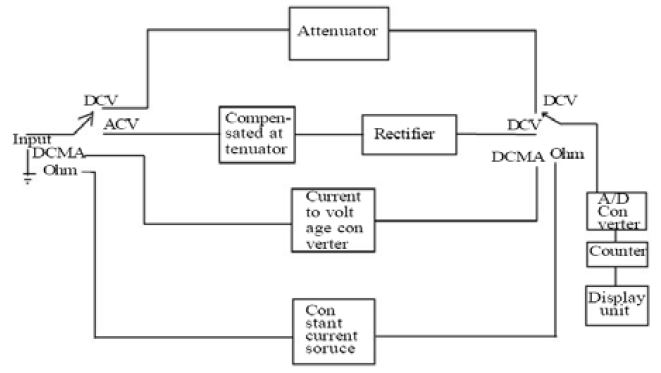 Attenuator
DCV
DCV
Input
ACV
Compen-
sated at
tenuator
Rectifier
DCV
DCMA
Ohm
DCMA
Ohm
Current
to volt
age con
verter
A/D
Con
verter
Counter
Display
unit
Con
stant
current
soruce